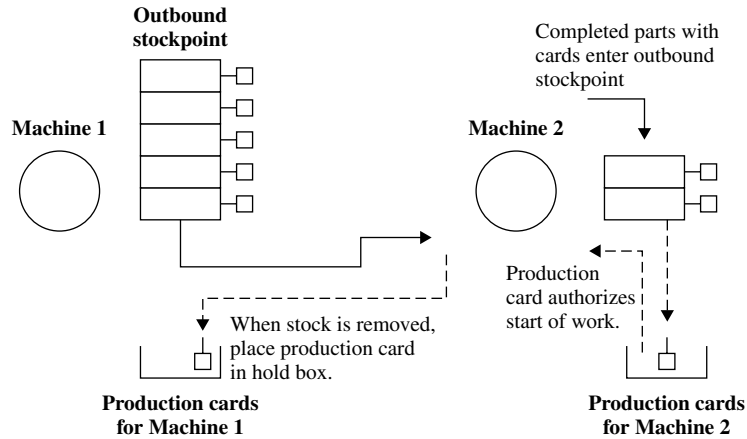 Outbound
stockpoint
Completed parts with
cards enter outbound
stockpoint
Machine 1
Machine 2
Production
card authorizes
start of work.
When stock is removed,
place production card
in hold box.
Production cards
for Machine 1
Production cards
for Machine 2